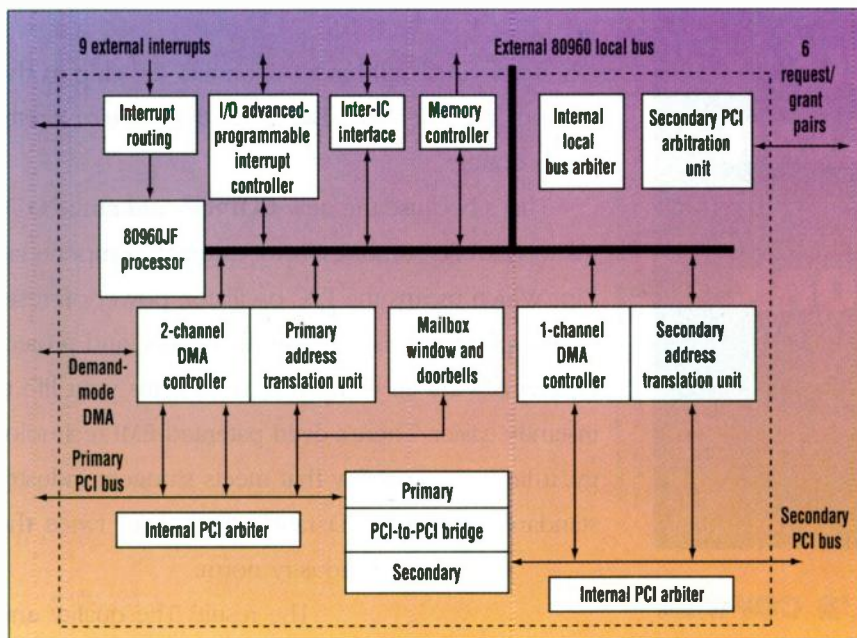 9 external interrupts
External 80960 local bus
6
request/
grant
pairs
Interrupt
routing
I/O advanced-
programmable
interrupt
controller
Inter-IC
interface
Memory
controller
Internal
local
bus arbiter
Secondary PCI
arbitration
unit
80960JF
processor
2-channel
DMA
controller
Primary
address
translation unit
Mailbox
window and
doorbells
1-channel
DMA
controller
Secondary
address
translation unit
Demand-
mode
DMA
Primary
PCI bus
Internal PCI arbiter
Primary
PCI-to-PCI bridge
Secondary
Secondary
PCI bus
Internal PCI arbiter